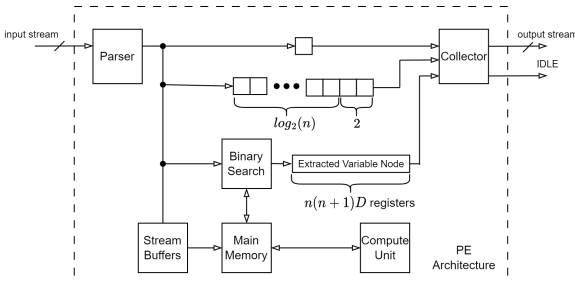 input stream
Parser
Collector
output stream
IDLE
log₂(n)
2
Binary
Search
Extracted Variable Node
n(n + 1)D registers
Stream
Buffers
Main
Memory
Compute
Unit
PE
Architecture